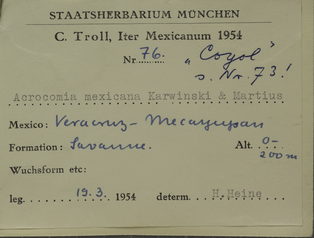 STAATSHERBARIUM MÜNCHEN
C. Troll, Iter Mexicanum 1954
Nr 76. „Coyol“
s. Nr. 73!
Acrocomia mexicana Karwinski & Martius
Mexico: Veracruz - Mecayapan
Formation: Savanne. Alt. 0-
200 m
Wuchsform etc:
leg. 19.3. 1954 determ. H.Heine